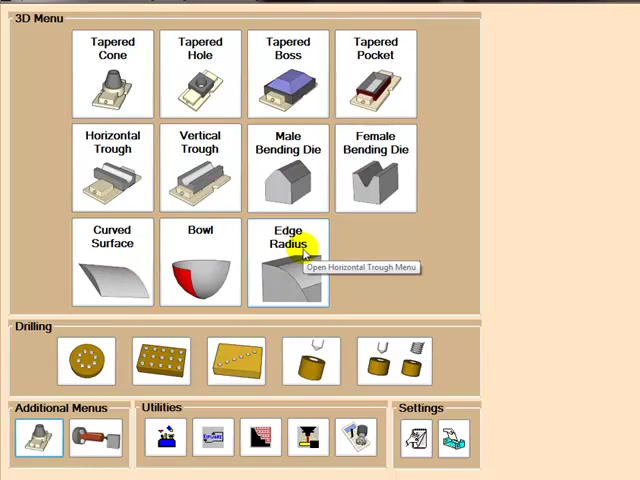 3D Menu
Tapered
Cone
Tapered
Hole
Tapered
Boss
Tapered
Pocket
Horizontal
Trough
Vertical
Trough
Male
Bending Die
Female
Bending Die
Curved
Surface
Bowl
Edge
Radius
Open Horizontal Trough Menu
Drilling
Additional Menus
Utilities
Settings